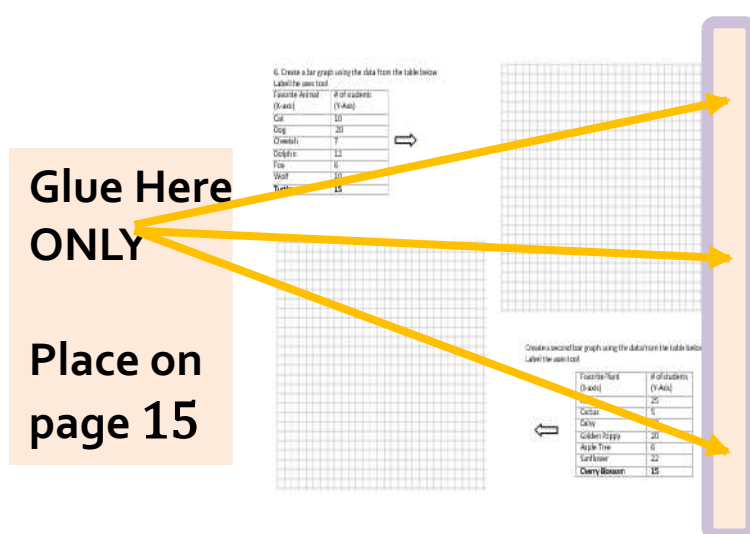 Glue Here
ONLY
Place on
page 15
6. Create a bar graph using the data from the table below
Label the axes too!
Favorite Animal # of students
(X-axis) (Y-Axis)
Cat 10
Dog 20
Cheetah 7
Dolphin 12
Fox 6
Wolf 10
Turtle 15
Create a second bar graph using the data from the table below
Label the axes too!
Favorite Plant # of students
(X-axis) (Y-Axis)
25
Cactus 5
Daisy
Golden Poppy 20
Apple Tree 6
Sunflower 22
Cherry Blossom 15